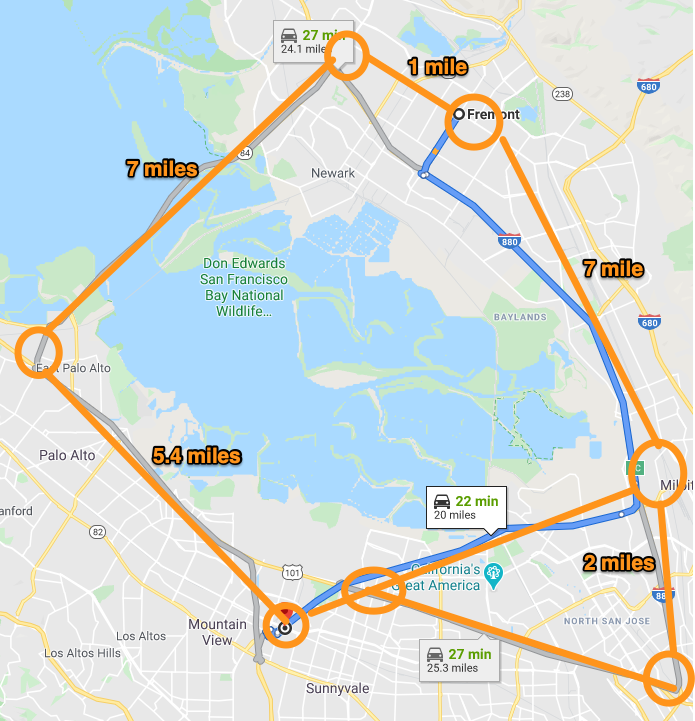 27 min
24.1 miles
1 mile
238
680
Fremont
84
7 miles
Newark
880
7 mile
Don Edwards
San Francisco
Bay National
Wildlife...
BAYLANDS
680
East Palo Alto
5.4 miles
Palo Alto
22 min
20 miles
82
101
California's
Great America
2 miles
880
NORTH SAN JOSE
Mountain
View
Los Altos
Los Altos Hills
27 min
25.3 miles
Sunnyvale